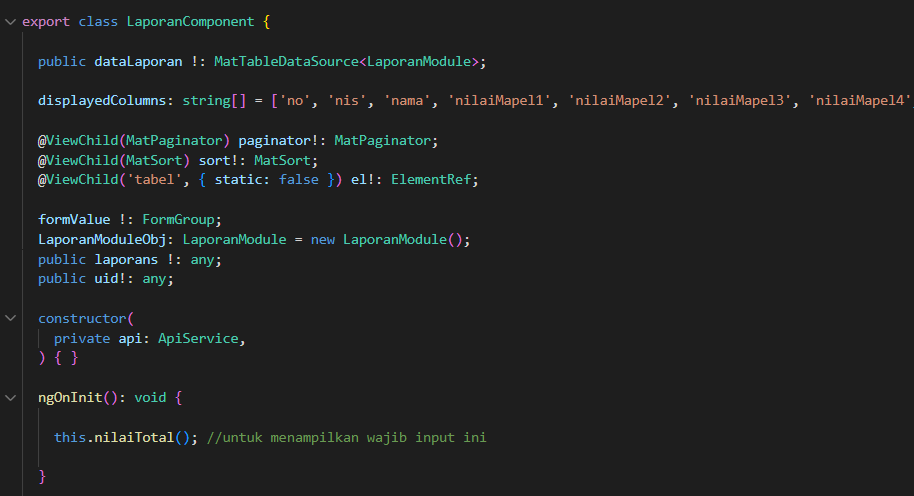 export class LaporanComponent {
public dataLaporan !: MatTableDataSource<LaporanModule>;
displayedColumns: string[] = ['no', 'nis', 'nama', 'nilaiMapel1', 'nilaiMapel2', 'nilaiMapel3', 'nilaiMapel4',
@ViewChild(MatPaginator) paginator!: MatPaginator;
@ViewChild(MatSort) sort!: MatSort;
@ViewChild('tabel', { static: false }) el!: ElementRef;
formValue !: FormGroup;
LaporanModuleObj: LaporanModule = new LaporanModule();
public laporans !: any;
public uid!: any;
constructor(
private api: ApiService,
) { }
ngOnInit(): void {
this.nilaiTotal(); //untuk menampilkan wajib input ini
}